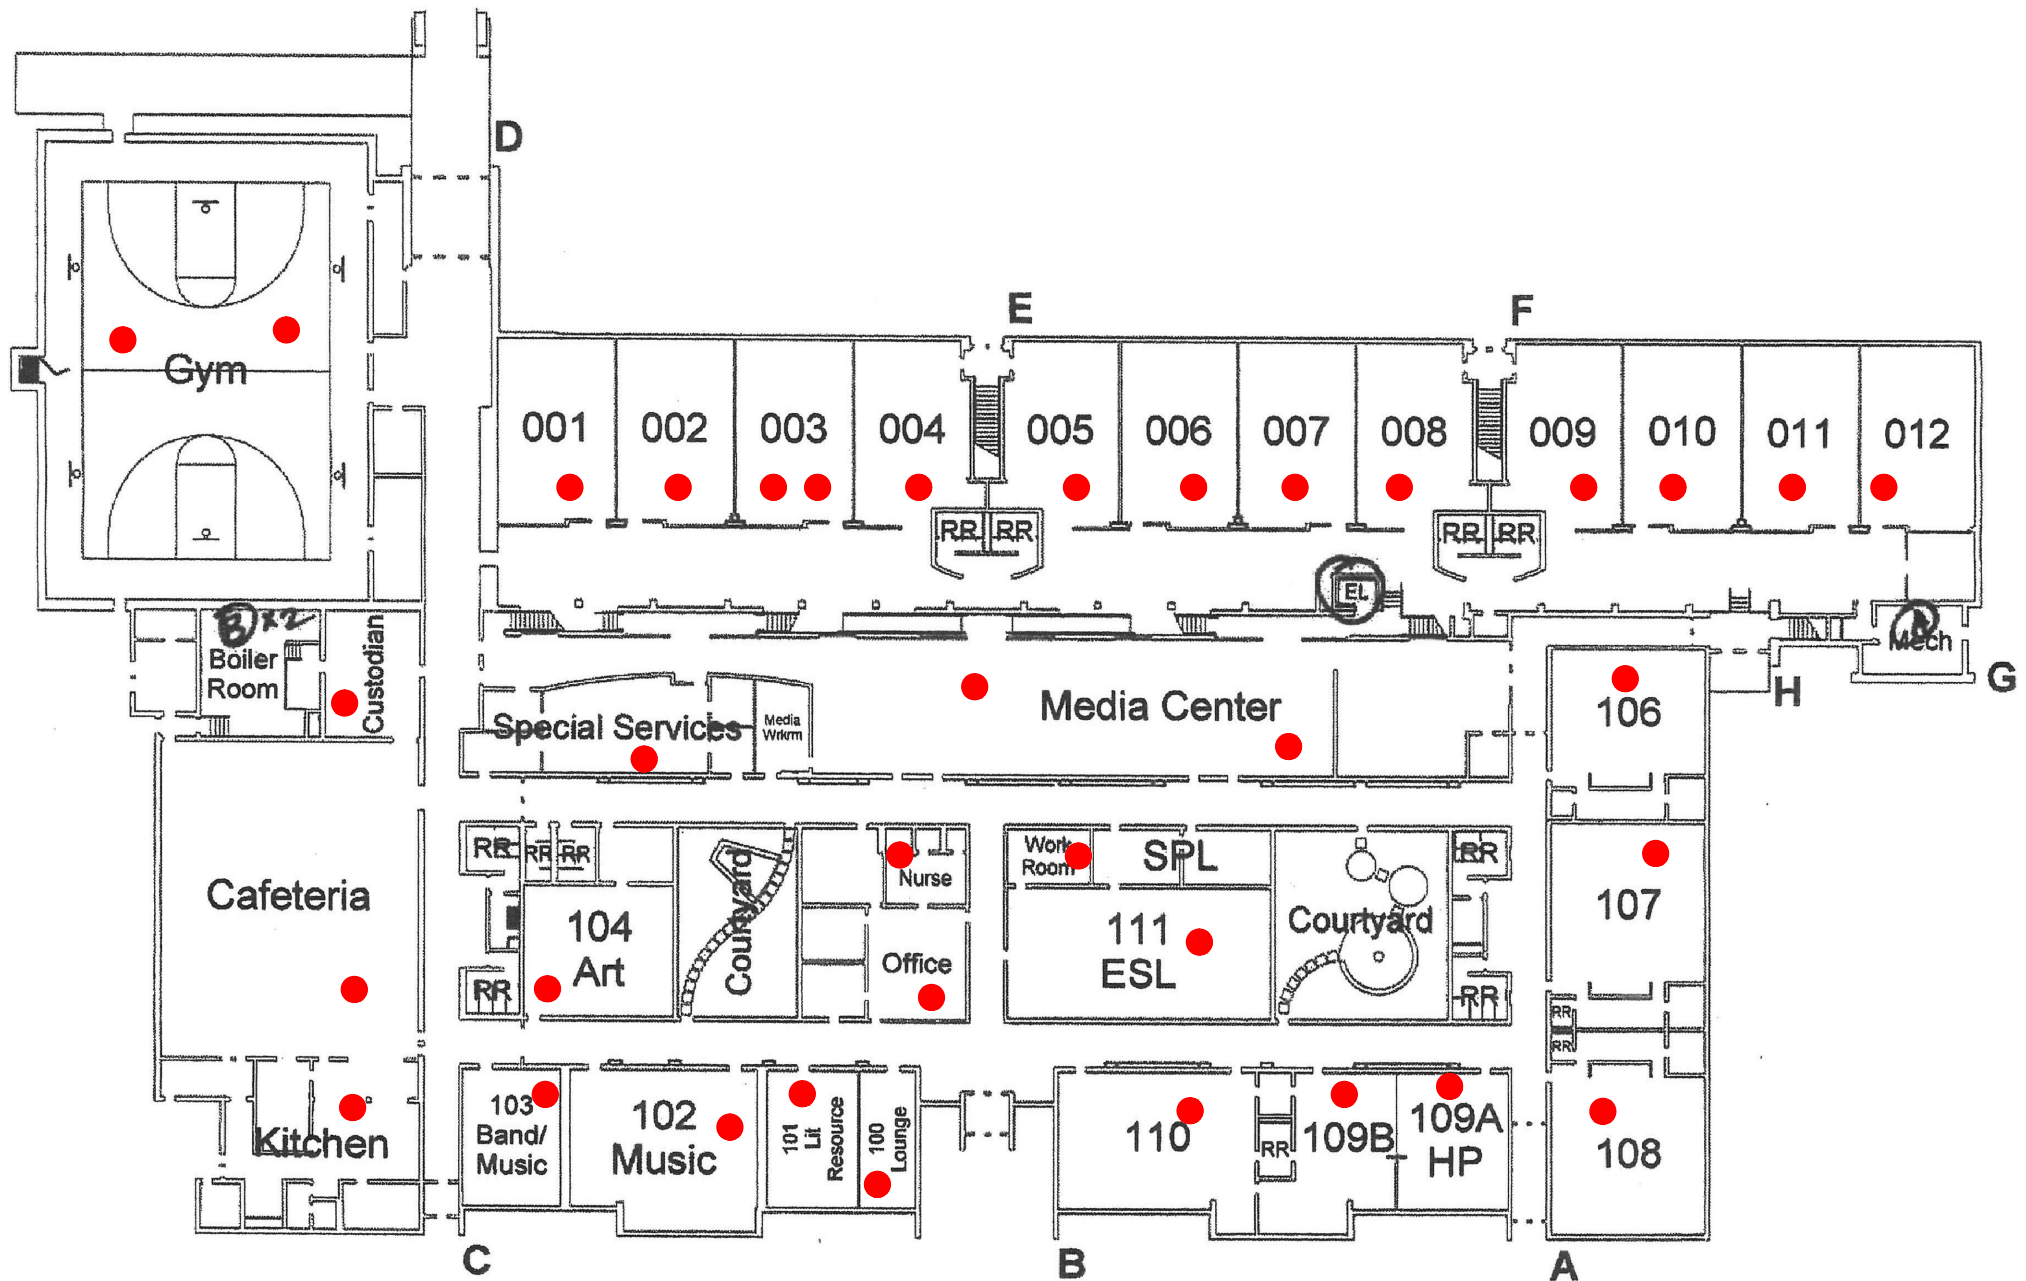 D
E
F
Gym
001
002
003
004
005
006
007
008
009
010
011
012
RR
RR
RR
RR
EL
B x2
Boiler
Room
Custodian
Mech
G
H
106
Special Services
Media
Wrkrm
Media Center
Cafeteria
RR
RR
RR
104
Art
RR
Courtyard
Nurse
Office
Work
Room
SPL
111
ESL
Courtyard
RR
RR
107
RR
RR
Kitchen
103
Band/
Music
102
Music
101
Lit
Resource
100
Lounge
110
RR
109B
109A
HP
108
C
B
A